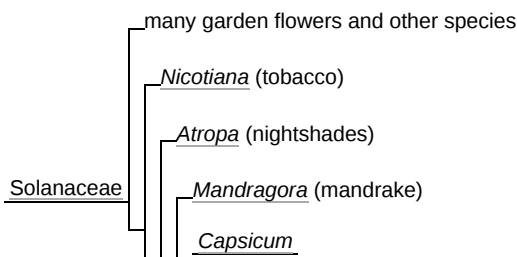 many garden flowers and other species
Nicotiana (tobacco)
Atropa (nightshades)
Solanaceae
Mandragora (mandrake)
Capsicum